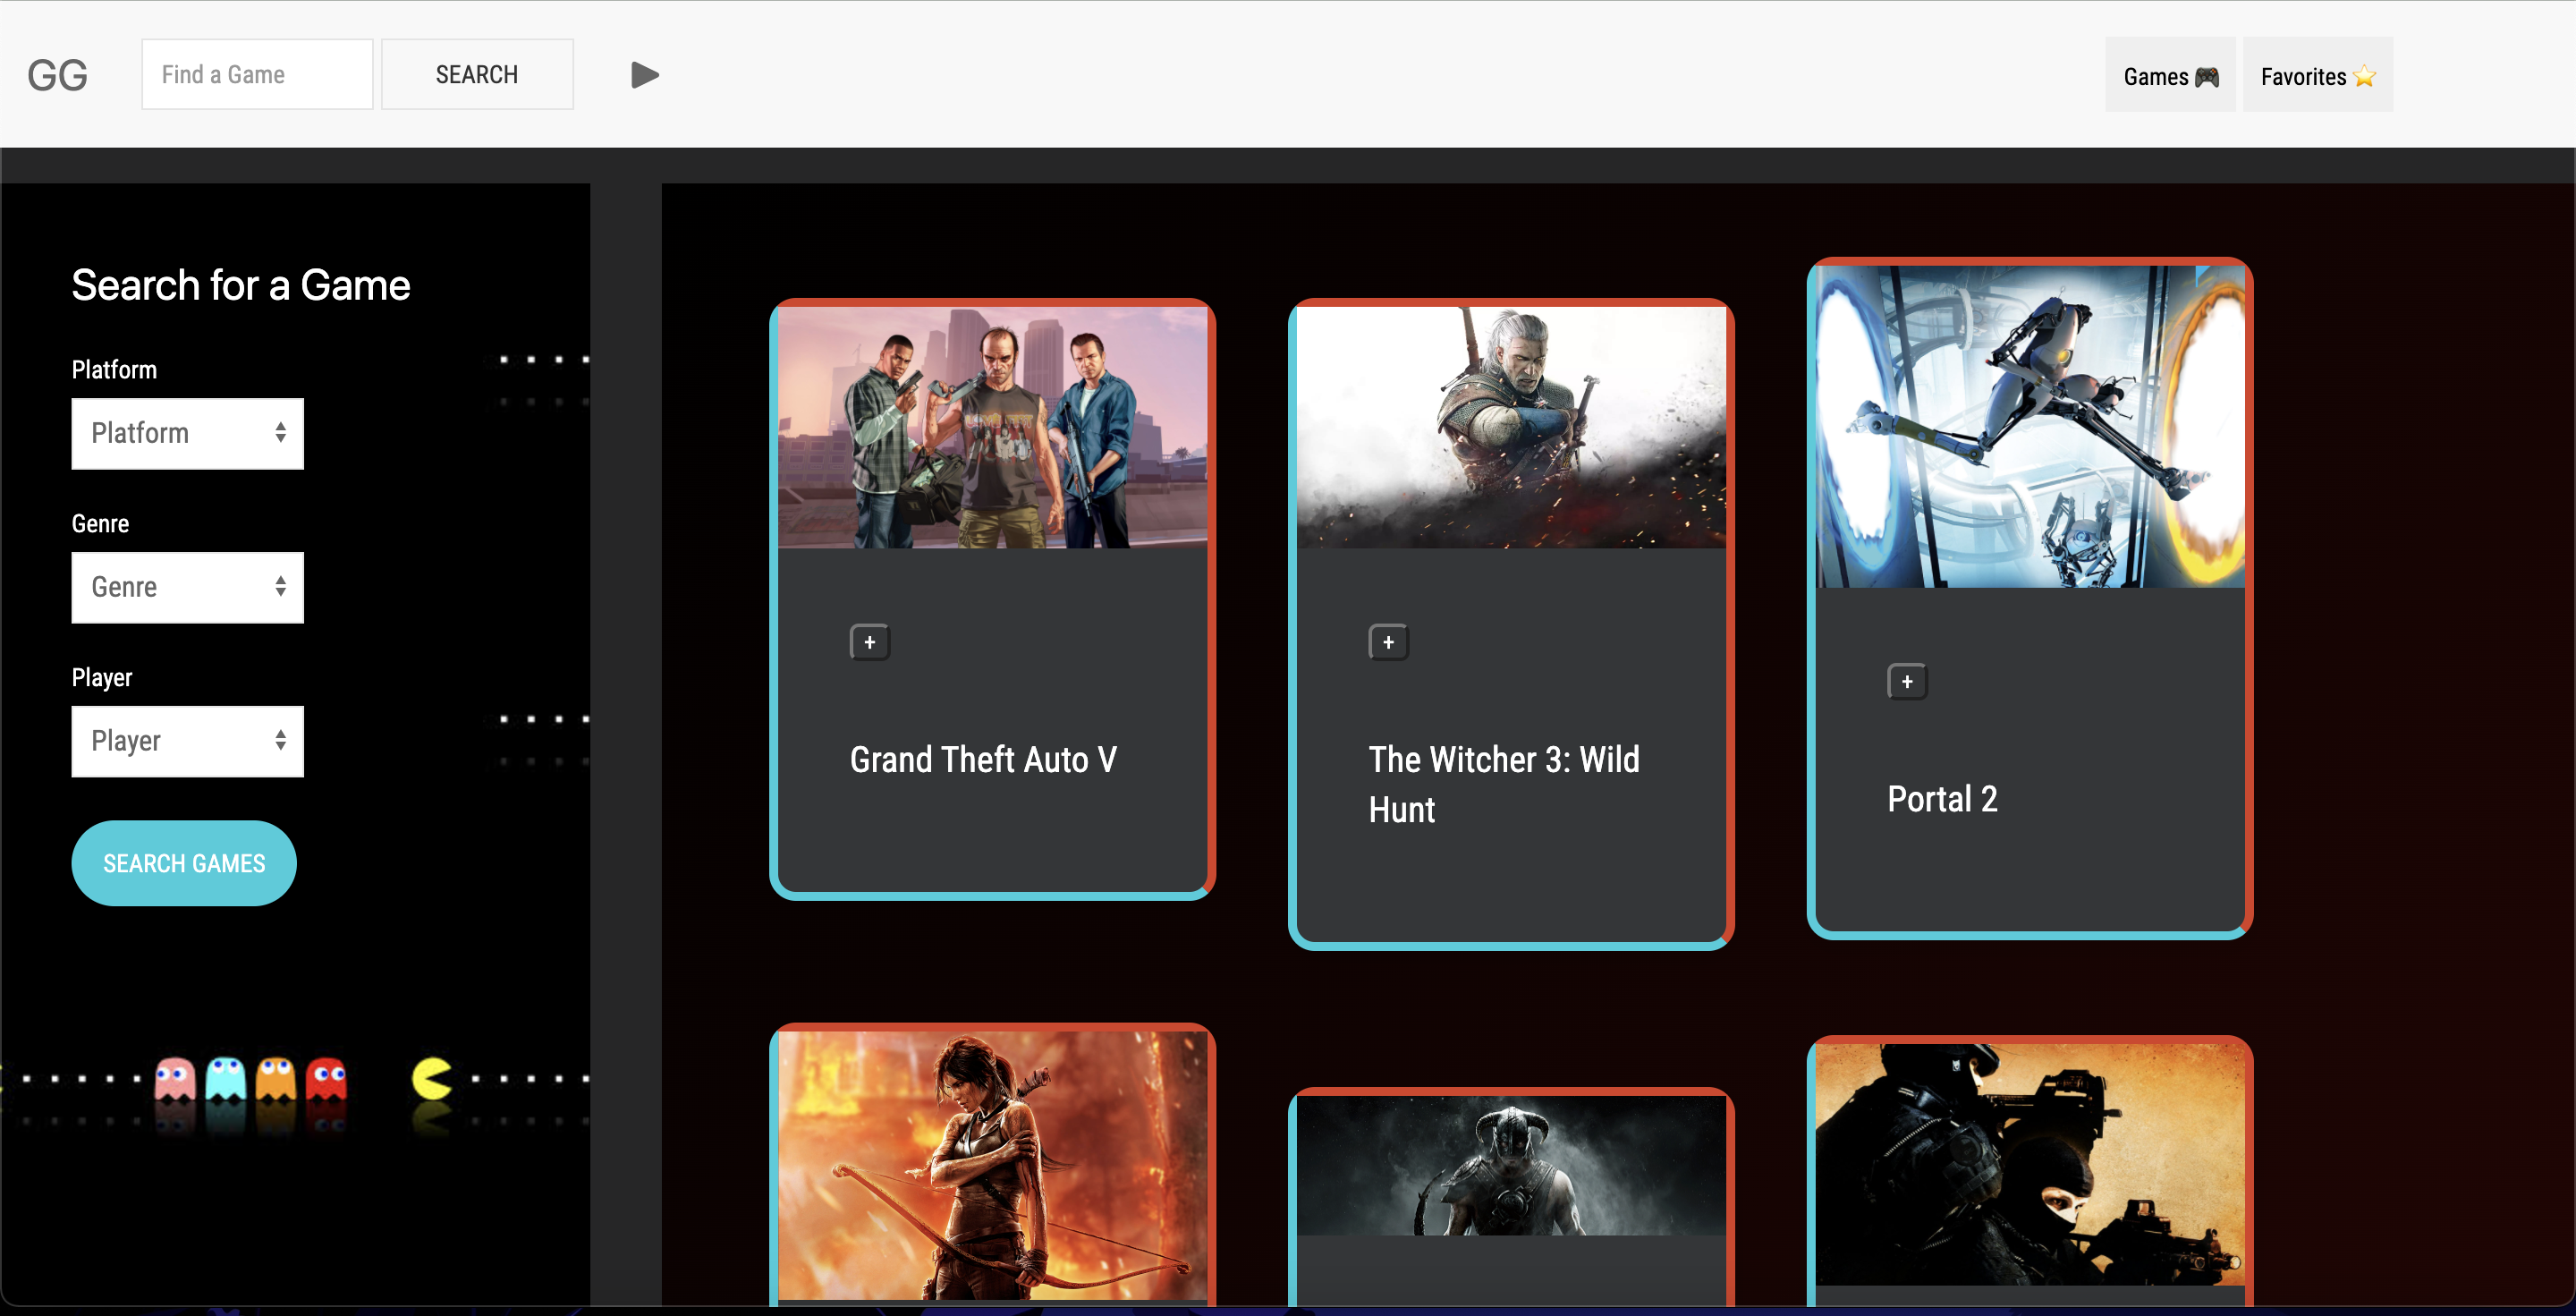 GG
Find a Game
SEARCH
Games
Favorites
Search for a Game
Platform
Platform
Genre
Genre
Player
Player
SEARCH GAMES
+
Grand Theft Auto V
+
The Witcher 3: Wild
Hunt
+
Portal 2